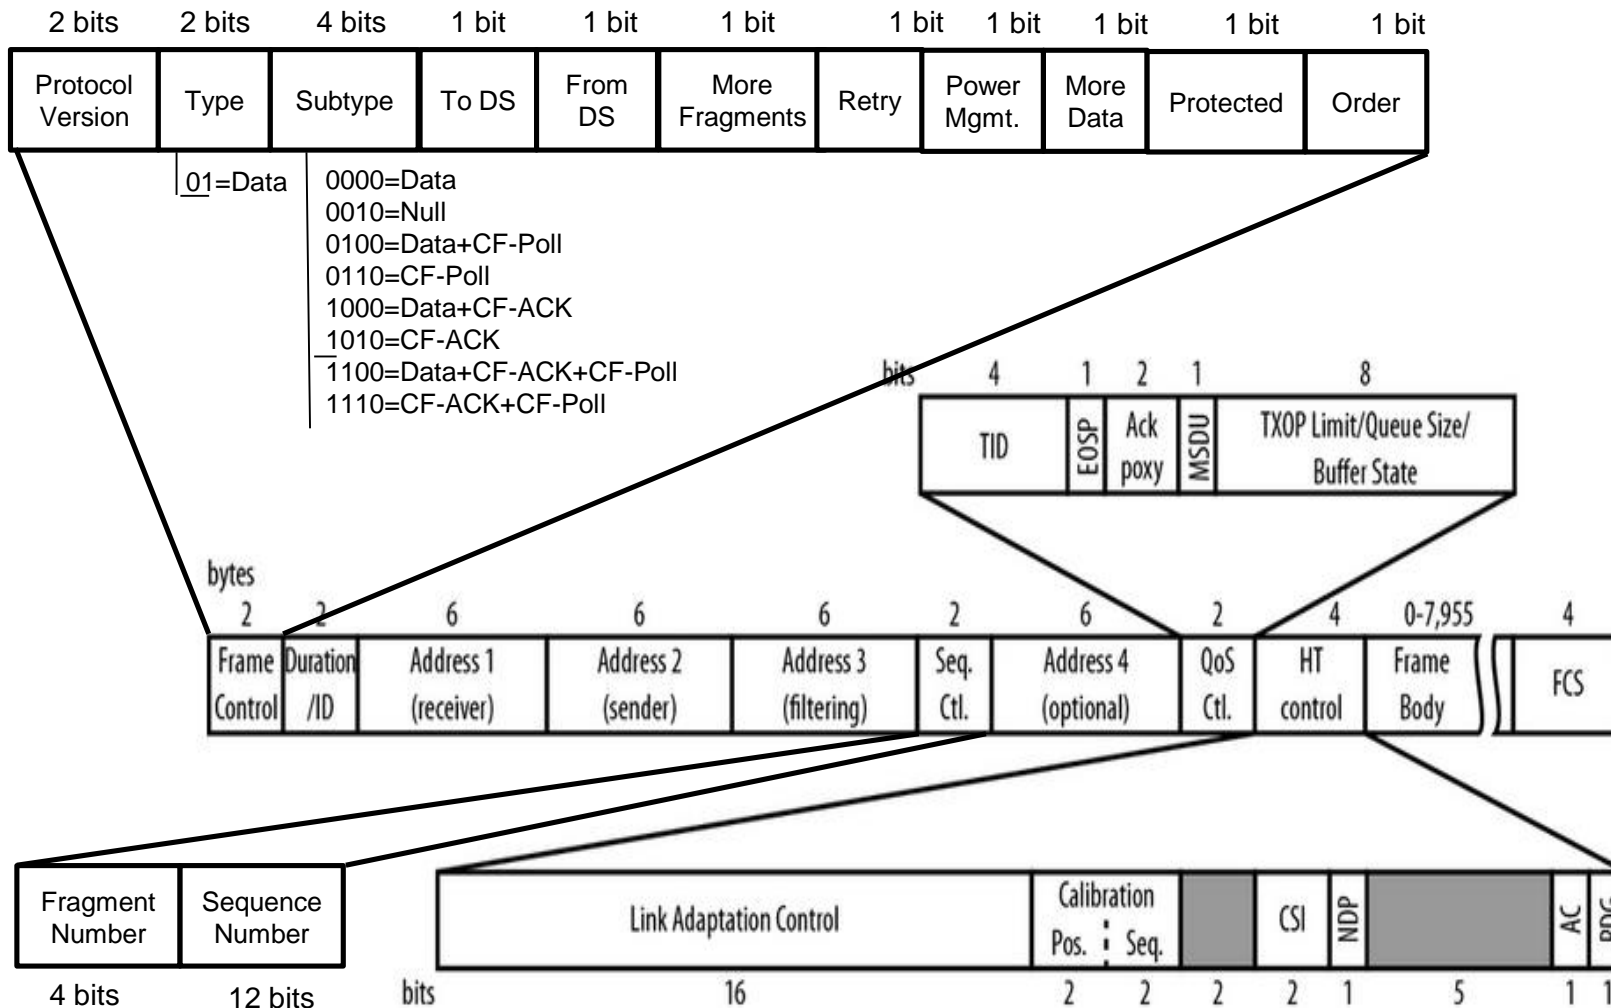 2 bits 2 bits 4 bits 1 bit 1 bit 1 bit 1 bit 1 bit 1 bit 1 bit 1 bit
Protocol Version Type Subtype To DS From DS More Fragments Retry Power Mgmt. More Data Protected Order
01=Data
0000=Data
0010=Null
0100=Data+CF-Poll
0110=CF-Poll
1000=Data+CF-ACK
1010=CF-ACK
1100=Data+CF-ACK+CF-Poll
1110=CF-ACK+CF-Poll
bits 4 1 2 1 8
TID EOSP Ack poxy MSDU TXOP Limit/Queue Size/ Buffer State
bytes
2 2 6 6 6 2 6 2 4 0-7,955 4
Frame Control Duration /ID Address 1 (receiver) Address 2 (sender) Address 3 (filtering) Seq. Ctl. Address 4 (optional) QoS Ctl. HT control Frame Body FCS
Fragment Number Sequence Number
4 bits 12 bits
Link Adaptation Control Calibration Pos. Seq. CSI NDP AC RDG
bits 16 2 2 2 2 1 5 1 1